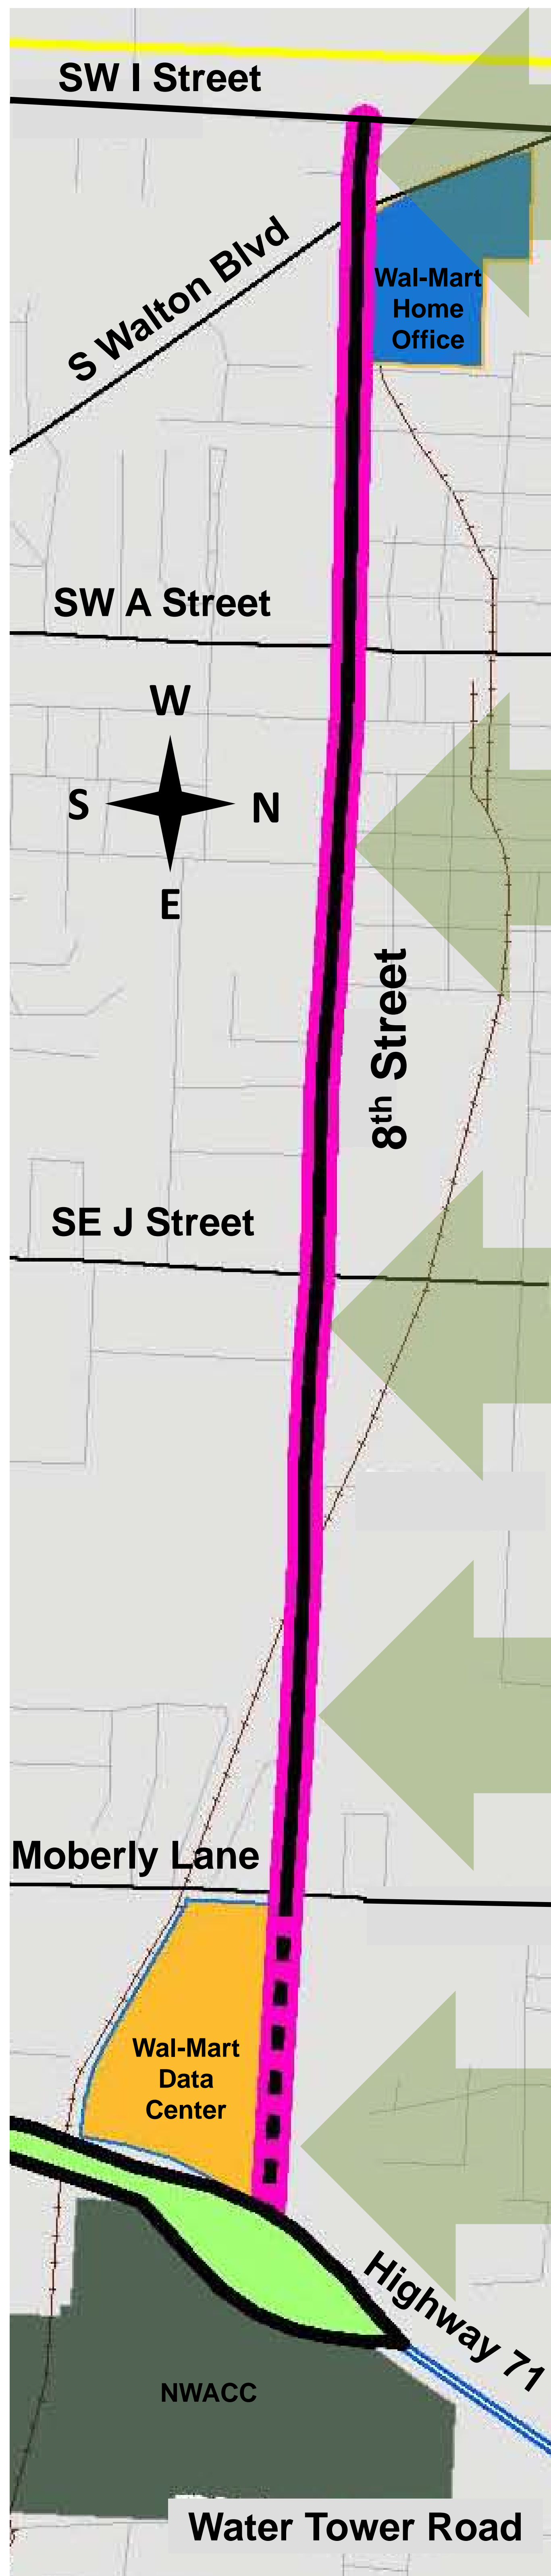 SW I Street
S Walton Blvd
Wal-Mart
Home
Office
SW A Street
W
S
N
E
8th Street
SE J Street
Moberly Lane
Wal-Mart
Data
Center
Highway 71
NWACC
Water Tower Road